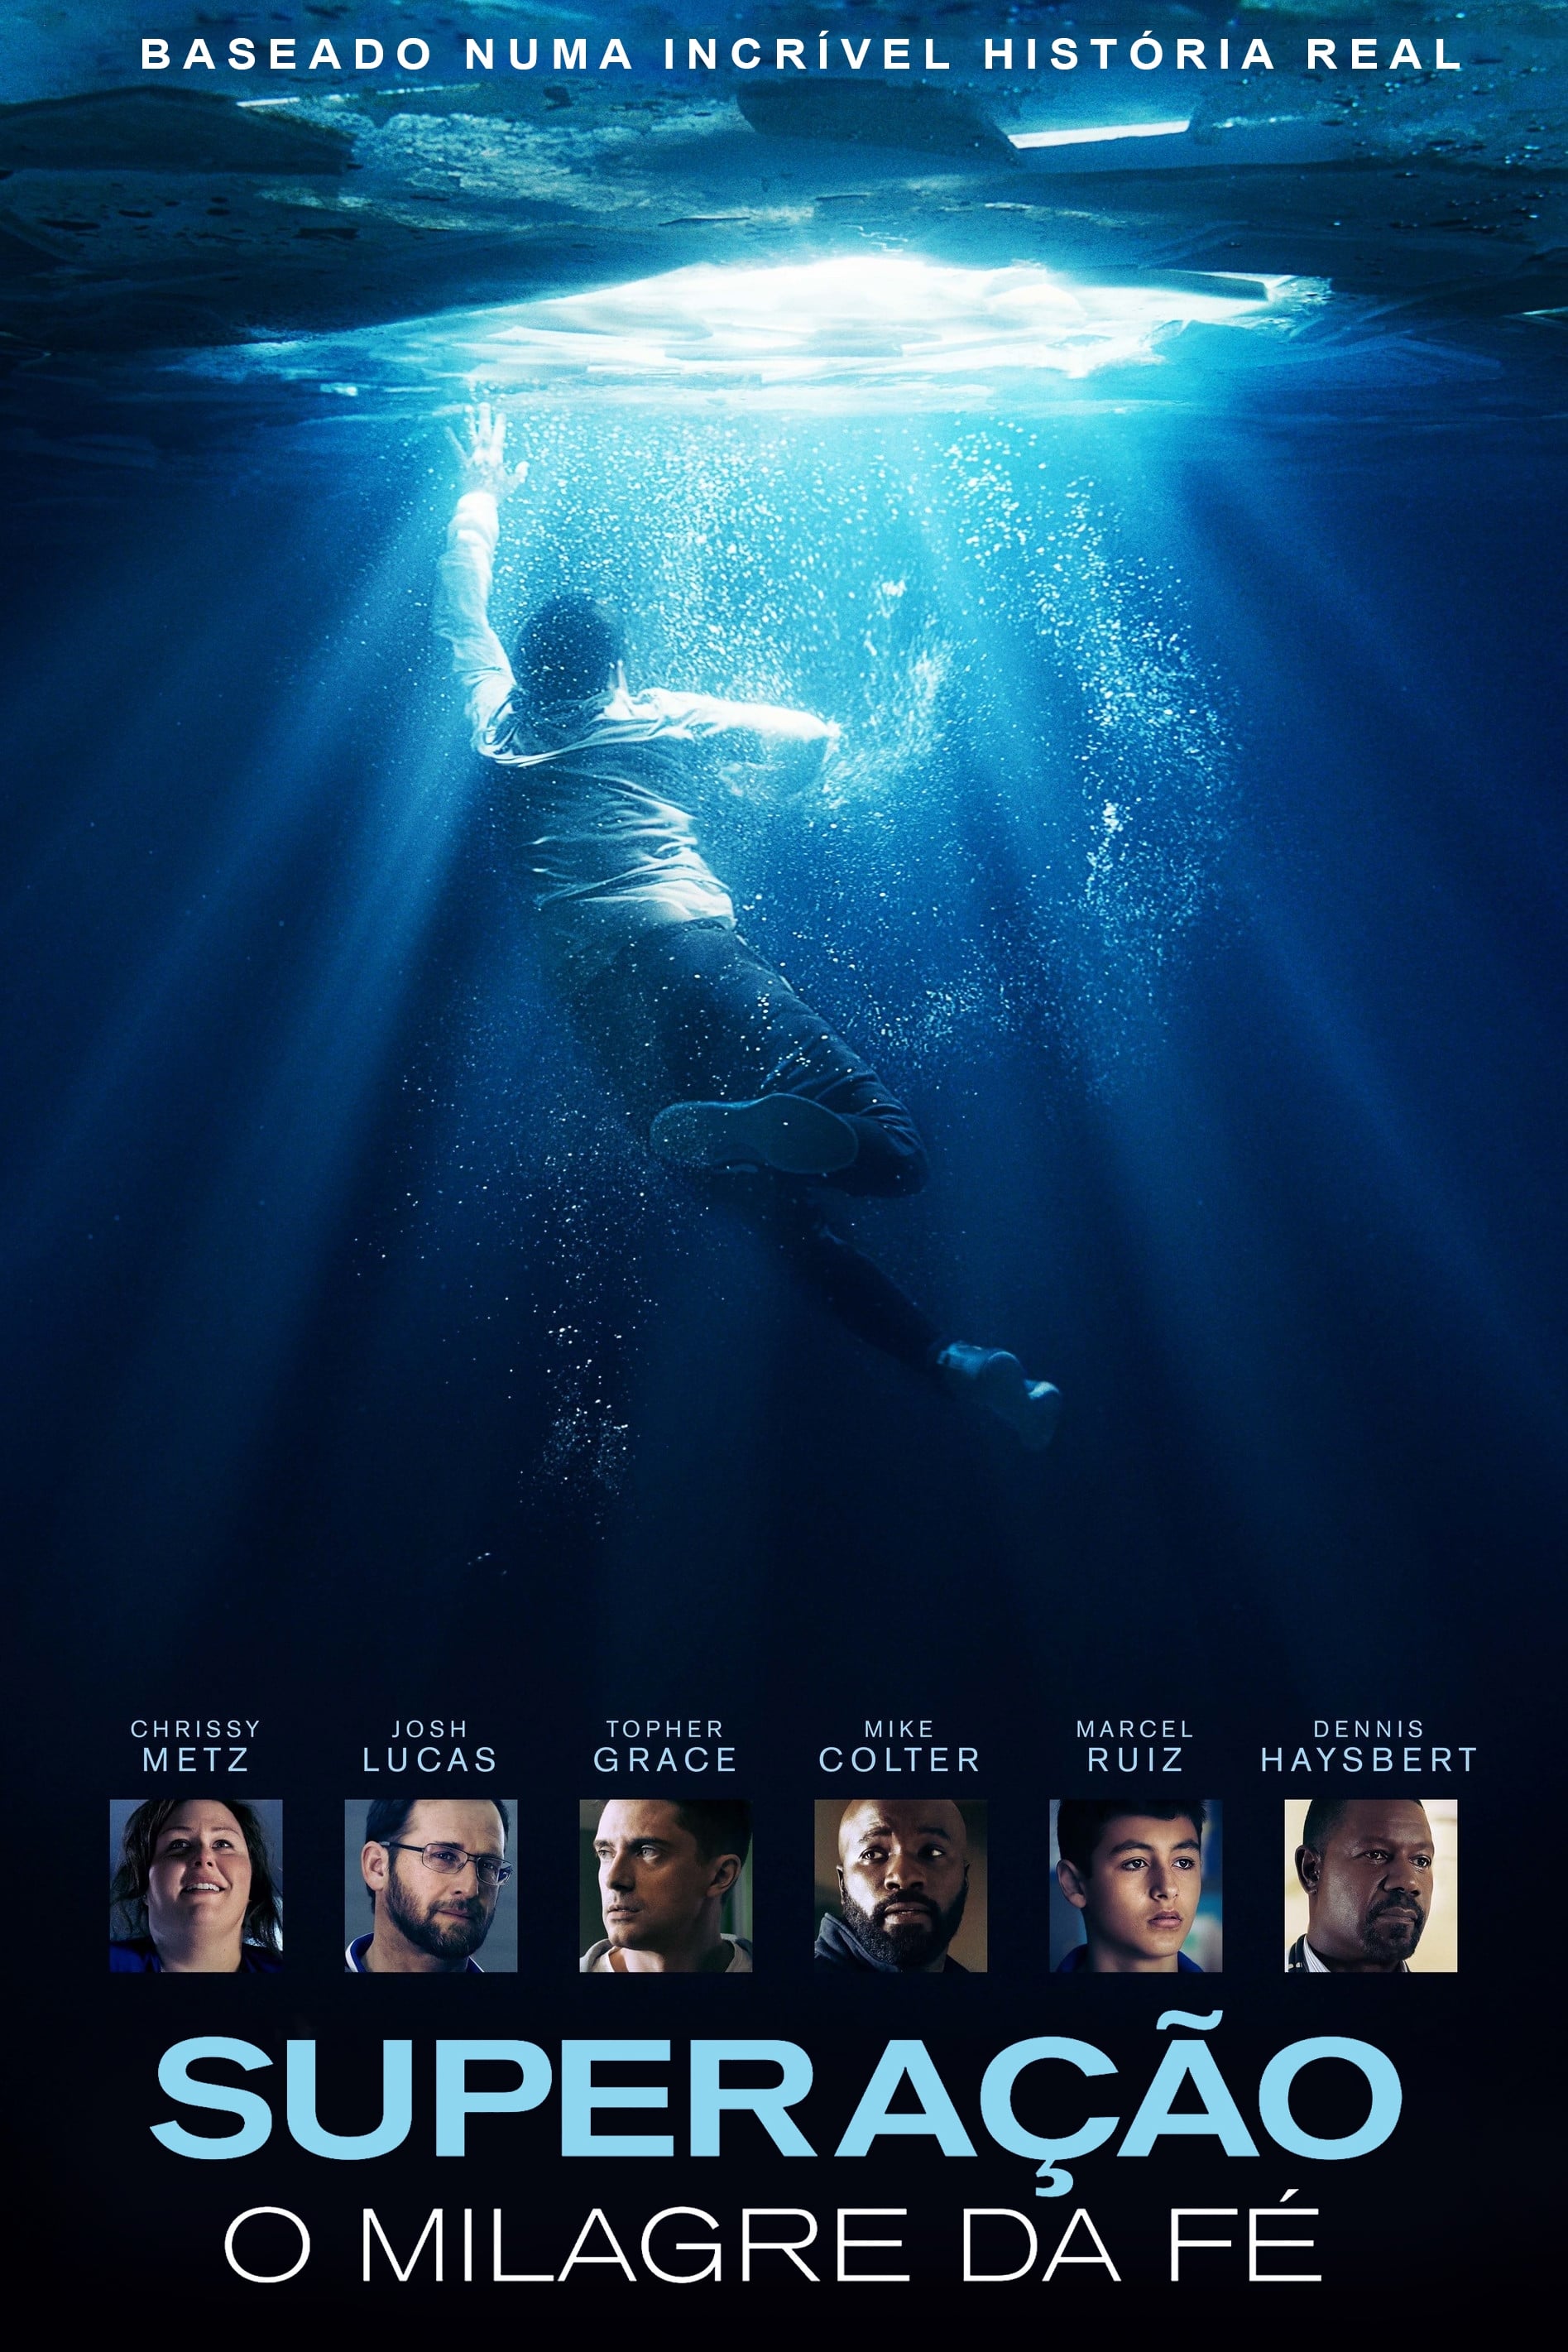 BASEADO NUMA INCRÍVEL HISTÓRIA REAL
CHRISSY
METZ
JOSH
LUCAS
TOPHER
GRACE
MIKE
COLTER
MARCEL
RUIZ
DENNIS
HAYSBERT
SUPERAÇÃO
O MILAGRE DA FÉ